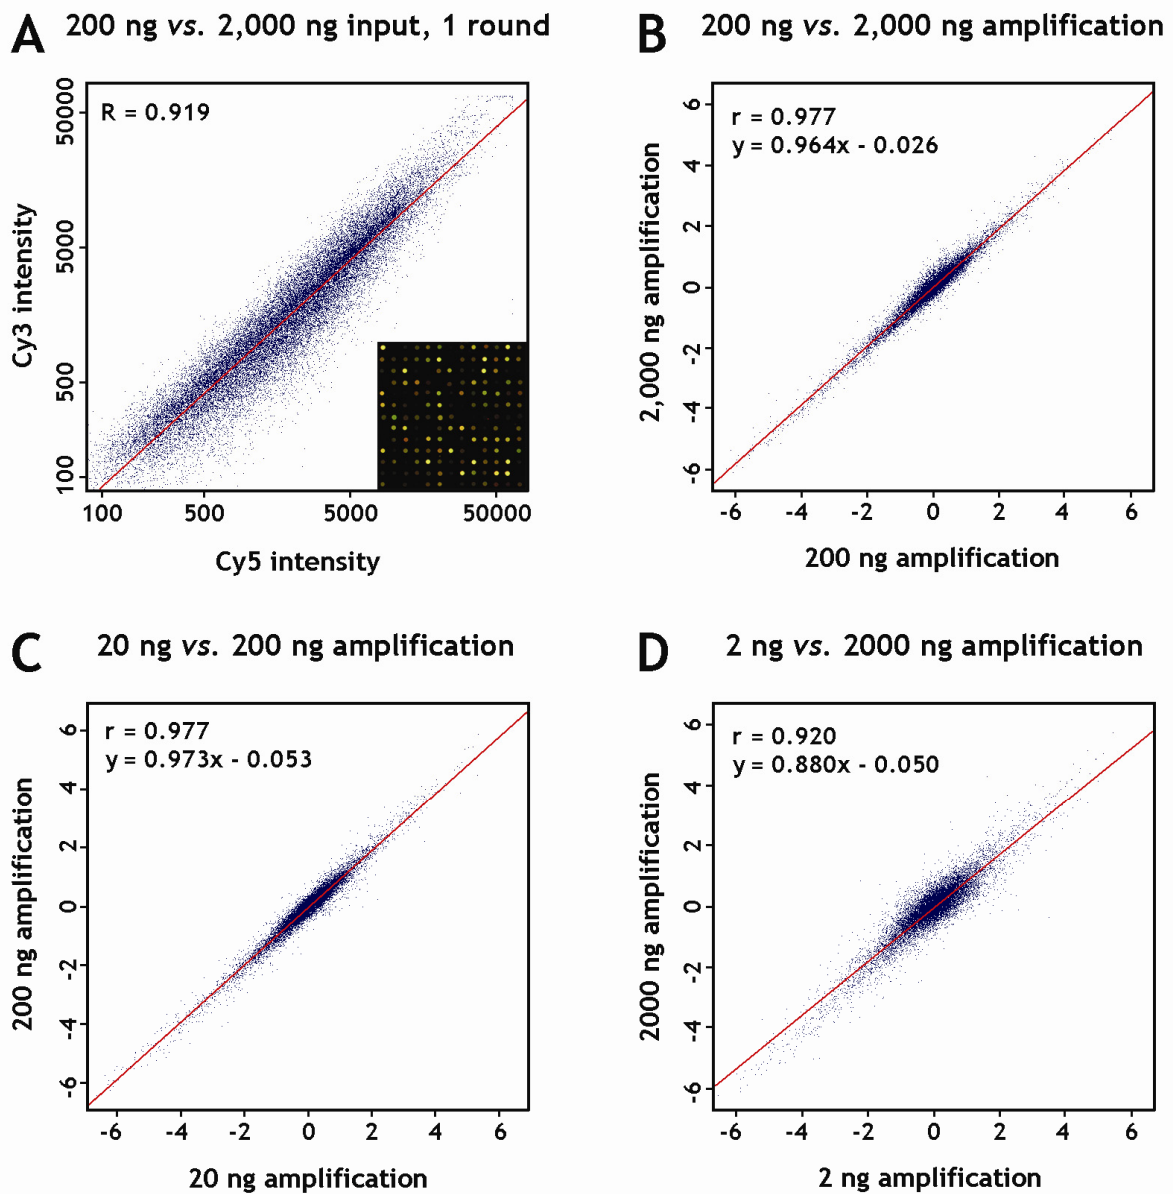 A 200 ng vs. 2,000 ng input, 1 round
R = 0.919
Cy3 intensity
50000
5000
500
100
100 500 5000 50000
Cy5 intensity
B 200 ng vs. 2,000 ng amplification
r = 0.977
y = 0.964x - 0.026
2,000 ng amplification
6
4
2
0
-2
-4
-6
-6 -4 -2 0 2 4 6
200 ng amplification
C 20 ng vs. 200 ng amplification
r = 0.977
y = 0.973x - 0.053
200 ng amplification
6
4
2
0
-2
-4
-6
-6 -4 -2 0 2 4 6
20 ng amplification
D 2 ng vs. 2000 ng amplification
r = 0.920
y = 0.880x - 0.050
2000 ng amplification
6
4
2
0
-2
-4
-6
-6 -4 -2 0 2 4 6
2 ng amplification